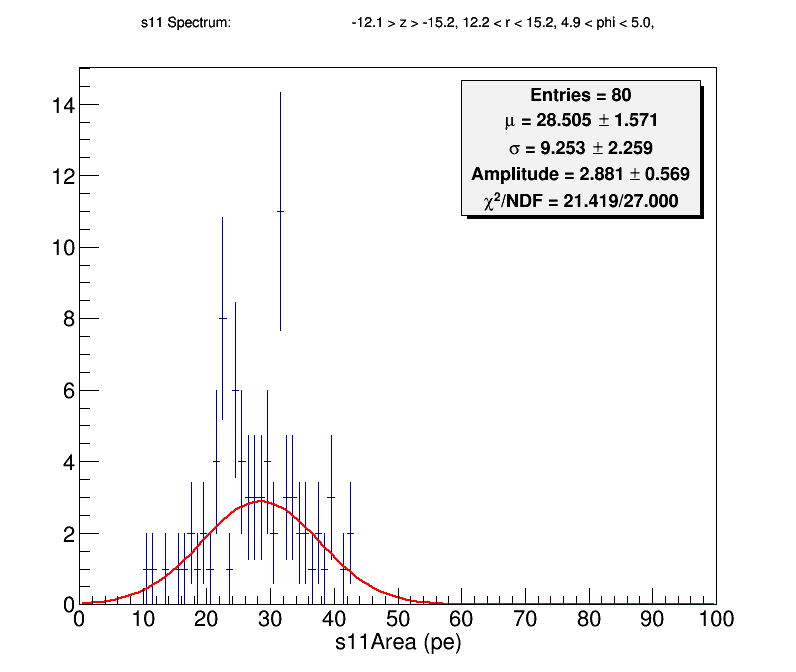 s11 Spectrum: -12.1 > z > -15.2, 12.2 < r < 15.2, 4.9 < phi < 5.0,
Entries = 80
μ = 28.505 ± 1.571
σ = 9.253 ± 2.259
Amplitude = 2.881 ± 0.569
χ²/NDF = 21.419/27.000
14
12
10
8
6
4
2
0
0 10 20 30 40 50 60 70 80 90 100
s11Area (pe)